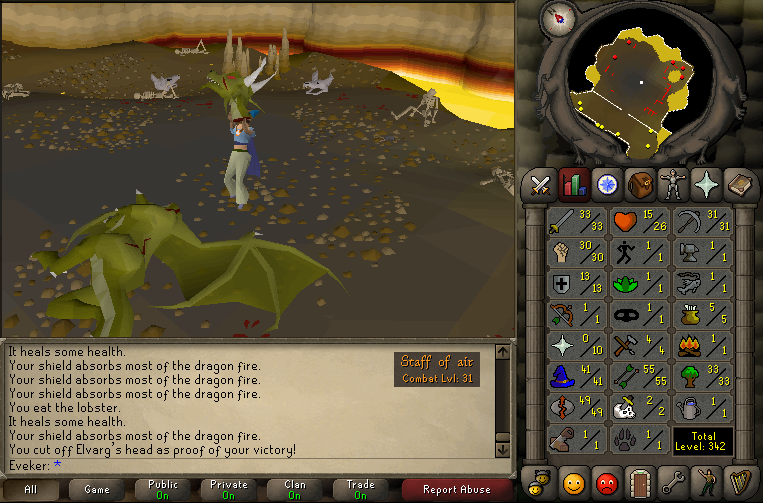 33 33 15 26 31 31
30 30 1 1 1 1
13 13 1 1 1 1
1 1 1 1 5 5
0 10 4 4 1 1
41 41 55 55 33 33
49 49 2 2 1 1
1 1 1 1 Total
Level: 342
Staff of air
Combat Lvl: 31
It heals some health.
Your shield absorbs most of the dragon fire.
Your shield absorbs most of the dragon fire.
Your shield absorbs most of the dragon fire.
You eat the lobster.
It heals some health.
Your shield absorbs most of the dragon fire.
You cut off Elvarg's head as proof of your victory!
Eveker: *
All Game Public On Private On Clan On Trade On Report Abuse